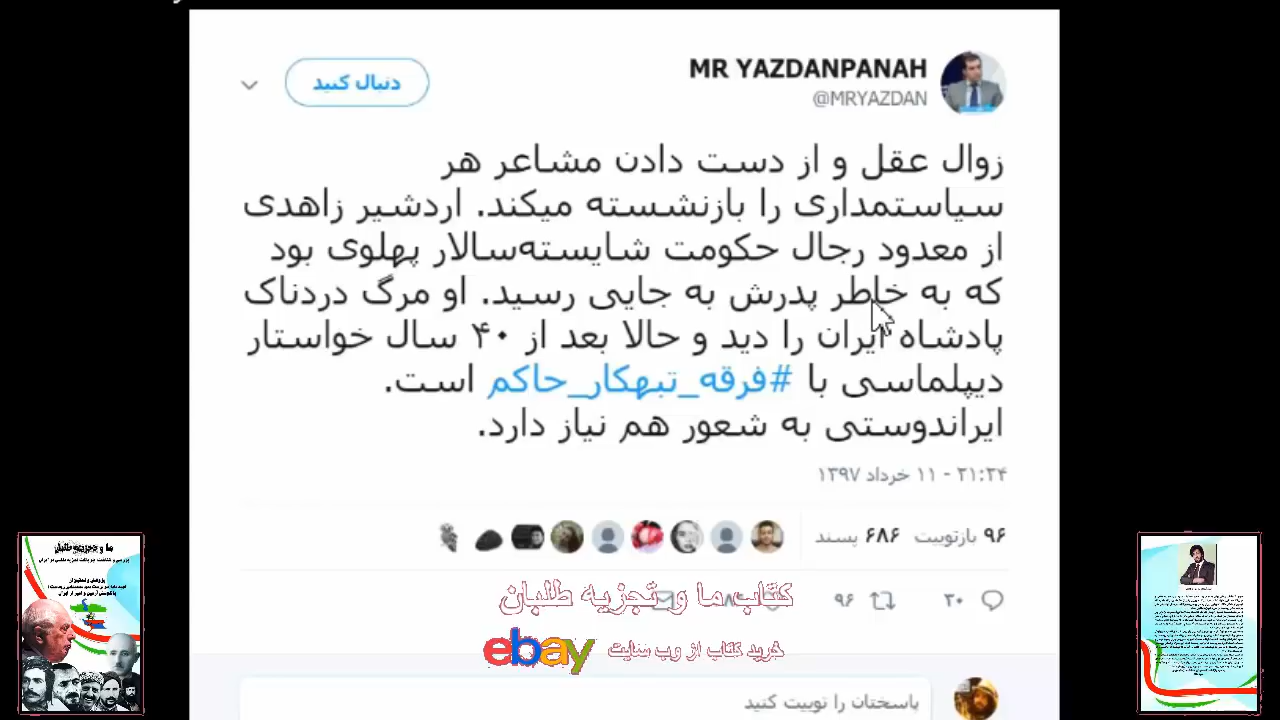 MR YAZDANPANAH
@MRYAZDAN
دنبال کنید
زوال عقل و از دست دادن مشاعر هر
سیاستمداری را بازنشسته میکند. اردشیر زاهدی
از معدود رجال حکومت شایسته‌سالار پهلوی بود
که به خاطر پدرش به جایی رسید. او مرگ دردناک
پادشاه ایران را دید و حالا بعد از ۴۰ سال خواستار
دیپلماسی با #فرقه_تبهکار_حاکم است.
ایراندوستی به شعور هم نیاز دارد.
۲۱:۲۴ - ۱۱ خرداد ۱۳۹۷
۹۶ بازتوییت ۶۸۶ پسند
۳۰ ۹۶
کتاب ما و تجزیه طلبان
خرید کتاب از وب سایت ebay
پاسختان را توییت کنید
ما و تجزیه طلبان